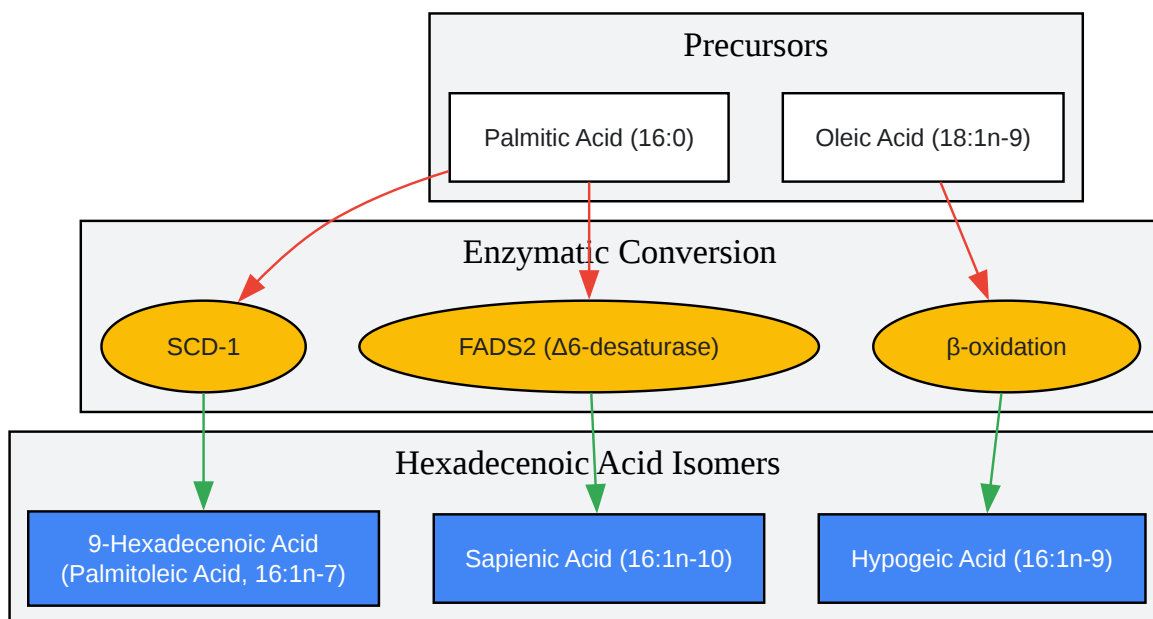 Precursors
Palmitic Acid (16:0)
Oleic Acid (18:1n-9)
Enzymatic Conversion
SCD-1
FADS2 (Δ6-desaturase)
β-oxidation
Hexadecenoic Acid Isomers
9-Hexadecenoic Acid
(Palmitoleic Acid, 16:1n-7)
Sapienic Acid (16:1n-10)
Hypogeic Acid (16:1n-9)